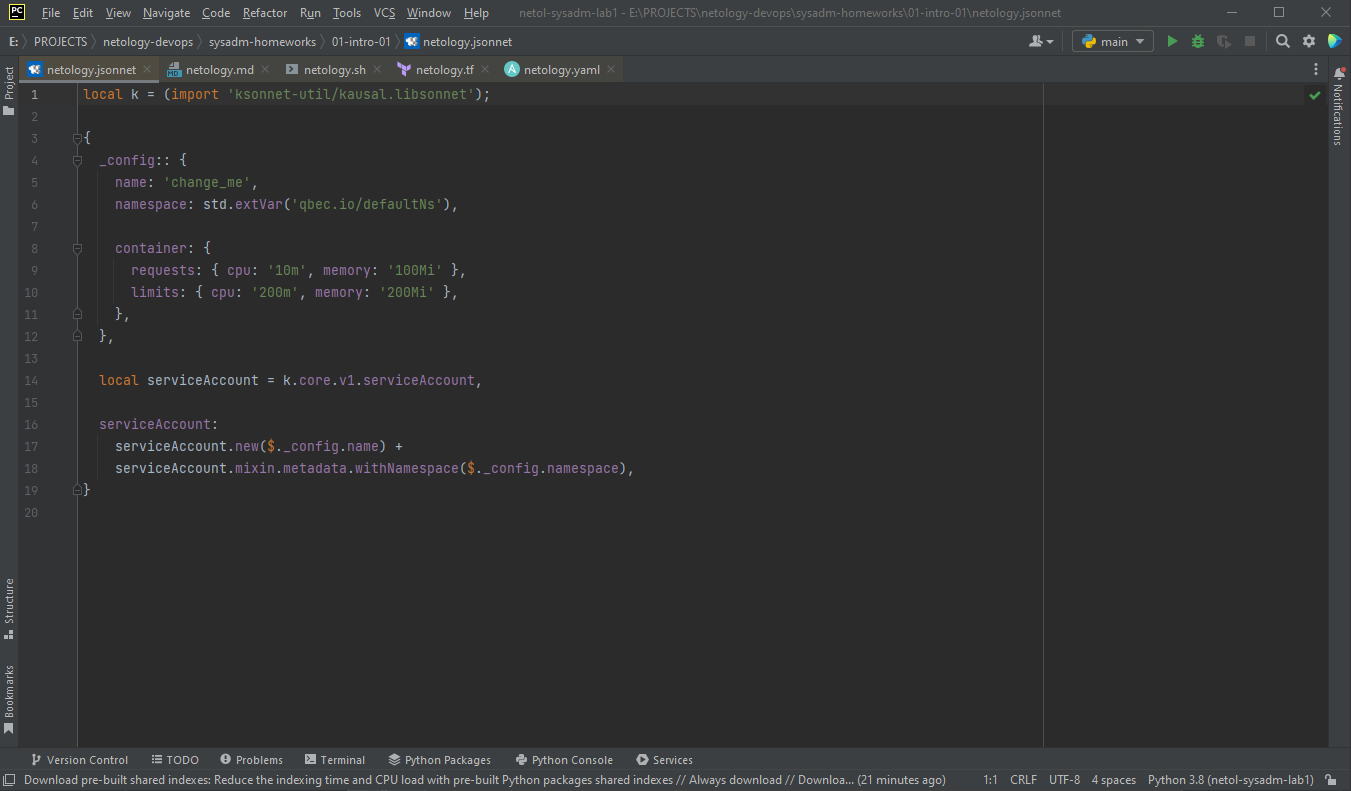 PC File Edit View Navigate Code Refactor Run Tools VCS Window Help netol-sysadm-lab1 - E:\PROJECTS\netology-devops\sysadm-homeworks\01-intro-01\netology.jsonnet
E: PROJECTS netology-devops sysadm-homeworks 01-intro-01 netology.jsonnet main
netology.jsonnet netology.md netology.sh netology.tf netology.yaml
Project
Notifications
1 local k = (import 'ksonnet-util/kausal.libsonnet');
2
3 {
4   _config:: {
5     name: 'change_me',
6     namespace: std.extVar('qbec.io/defaultNs'),
7
8     container: {
9       requests: { cpu: '10m', memory: '100Mi' },
10       limits: { cpu: '200m', memory: '200Mi' },
11     },
12   },
13
14   local serviceAccount = k.core.v1.serviceAccount,
15
16   serviceAccount:
17     serviceAccount.new($._config.name) +
18     serviceAccount.mixin.metadata.withNamespace($._config.namespace),
19 }
20
Structure
Bookmarks
Version Control TODO Problems Terminal Python Packages Python Console Services
Download pre-built shared indexes: Reduce the indexing time and CPU load with pre-built Python packages shared indexes // Always download // Downloa... (21 minutes ago) 1:1 CRLF UTF-8 4 spaces Python 3.8 (netol-sysadm-lab1)